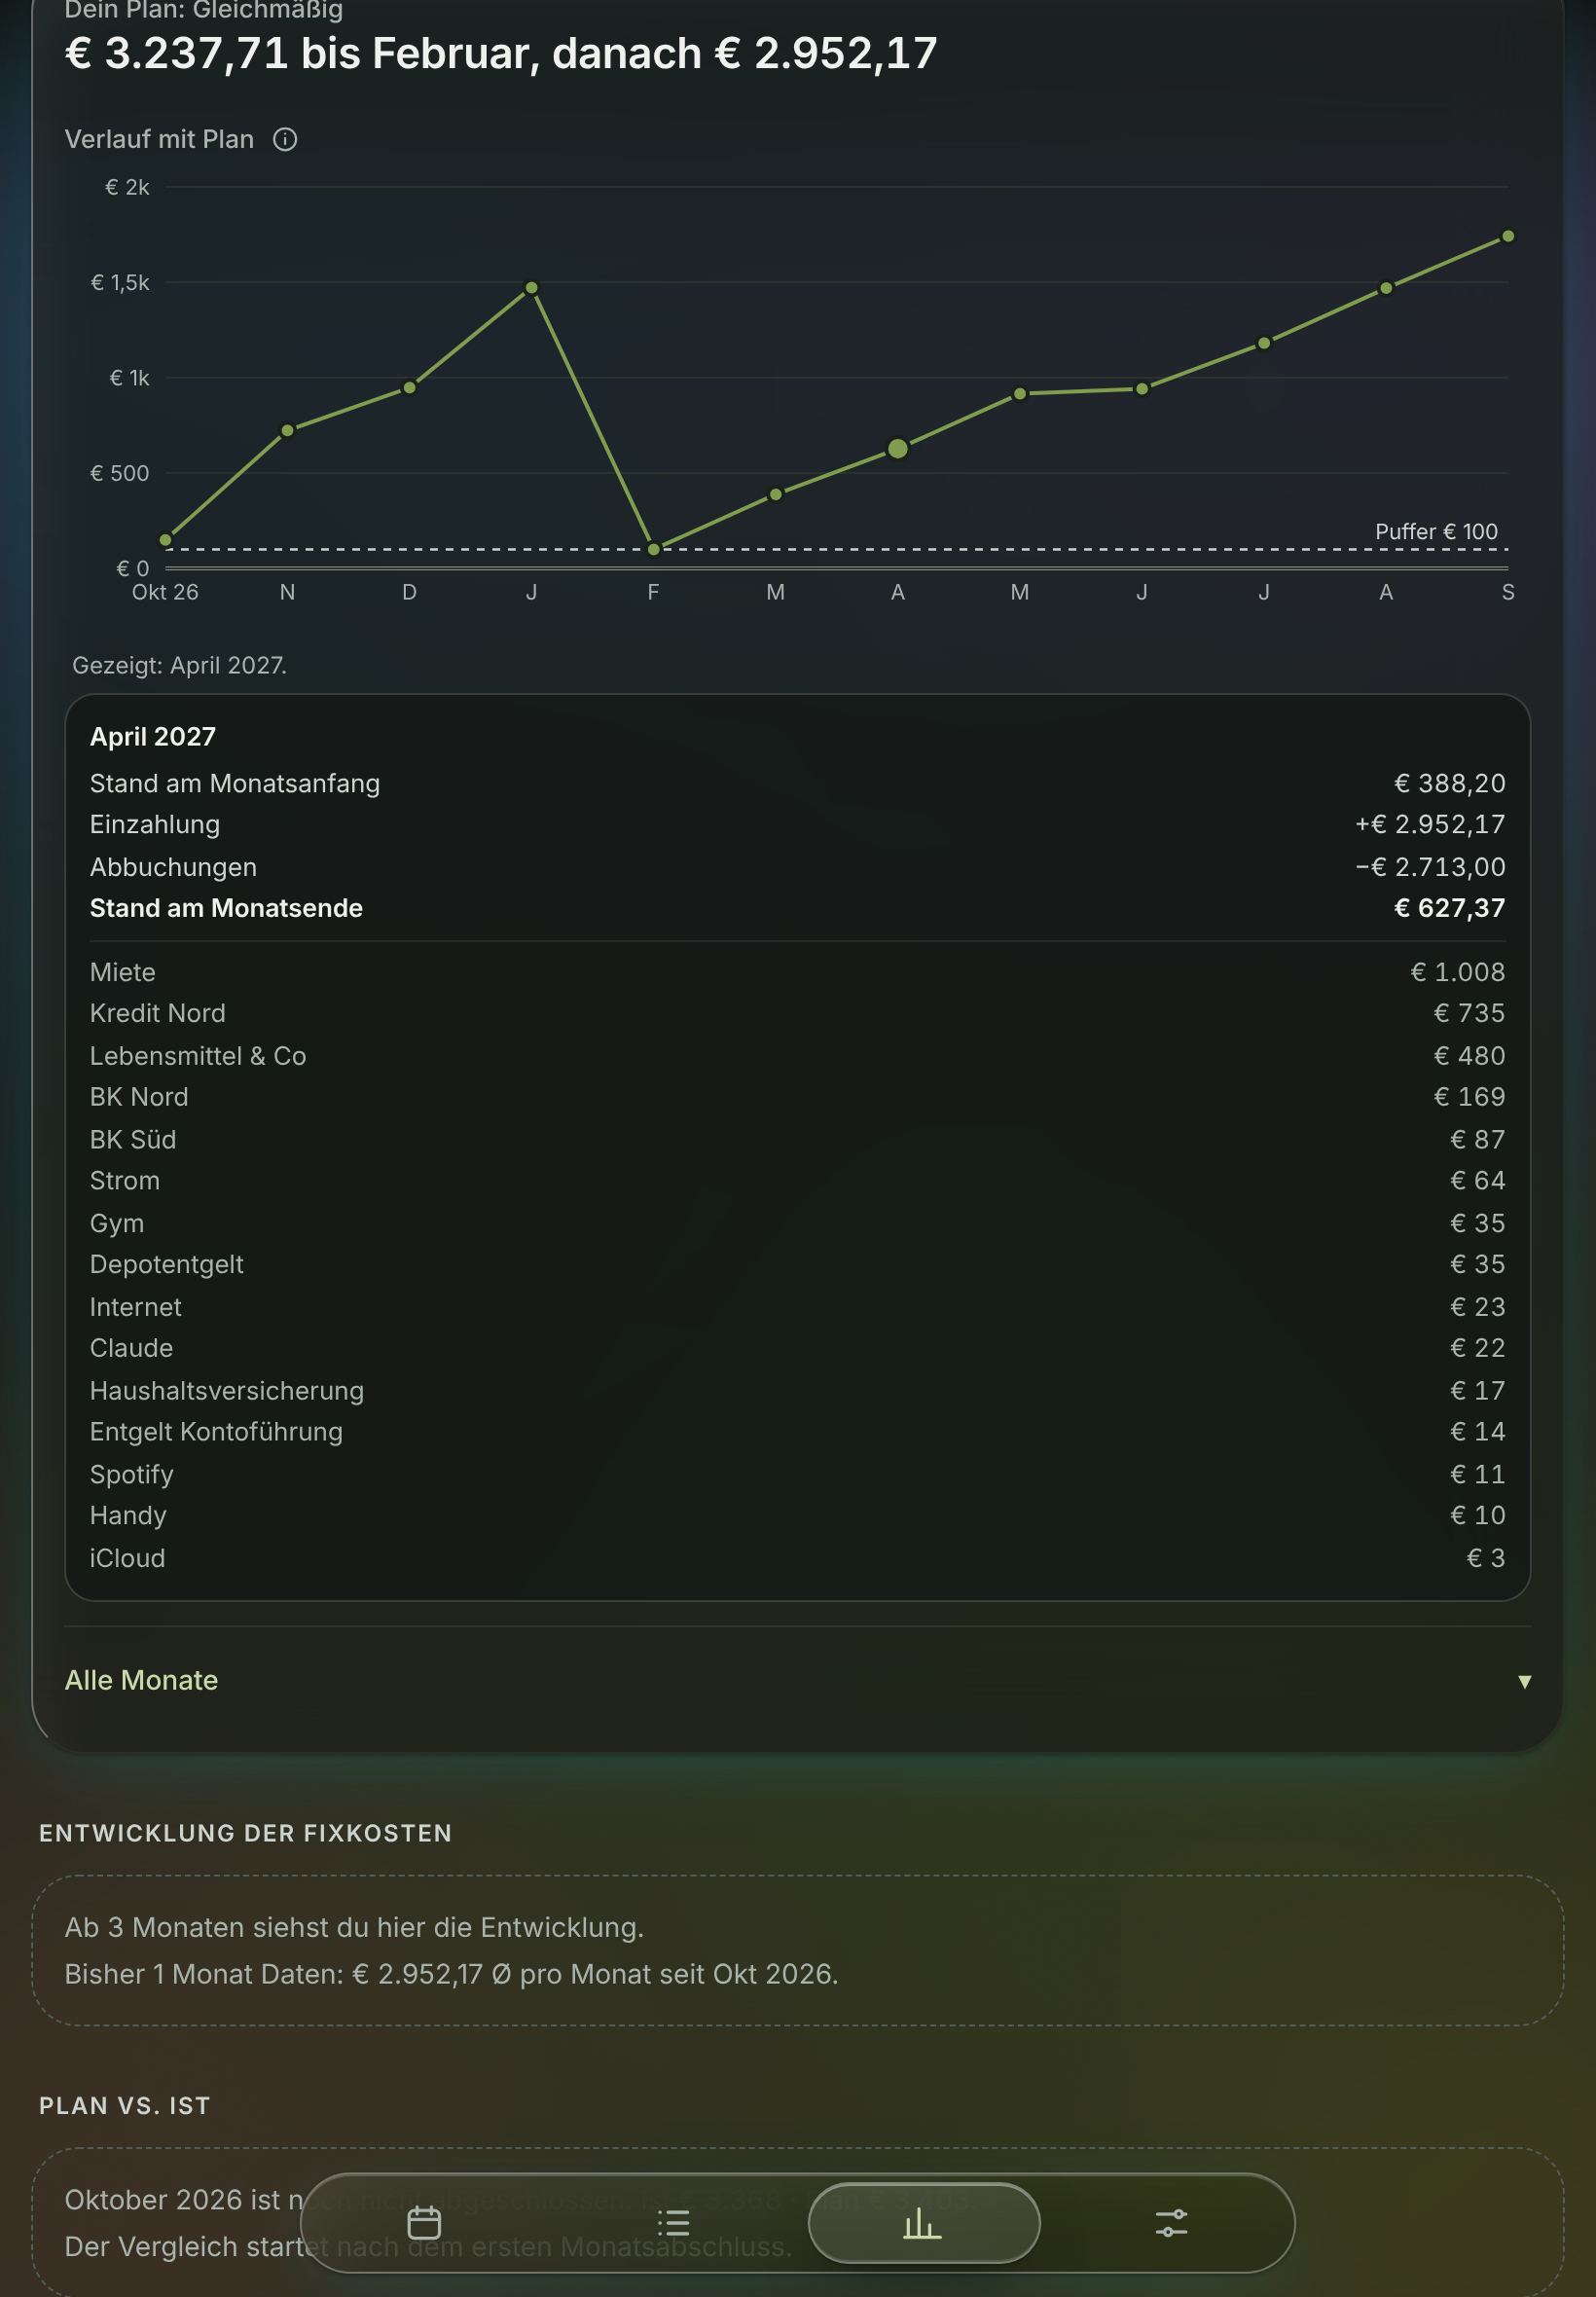 Dein Plan: Gleichmäßig
€ 3.237,71 bis Februar, danach € 2.952,17
Verlauf mit Plan
€ 2k
€ 1,5k
€ 1k
€ 500
Puffer € 100
€ 0
Okt 26 N D J F M A M J J A S
Gezeigt: April 2027.
April 2027
Stand am Monatsanfang € 388,20
Einzahlung +€ 2.952,17
Abbuchungen −€ 2.713,00
Stand am Monatsende € 627,37
Miete € 1.008
Kredit Nord € 735
Lebensmittel & Co € 480
BK Nord € 169
BK Süd € 87
Strom € 64
Gym € 35
Depotentgelt € 35
Internet € 23
Claude € 22
Haushaltsversicherung € 17
Entgelt Kontoführung € 14
Spotify € 11
Handy € 10
iCloud € 3
Alle Monate
ENTWICKLUNG DER FIXKOSTEN
Ab 3 Monaten siehst du hier die Entwicklung.
Bisher 1 Monat Daten: € 2.952,17 Ø pro Monat seit Okt 2026.
PLAN VS. IST
Oktober 2026 ist noch nicht abgeschlossen.
Der Vergleich startet nach dem ersten Monatsabschluss.